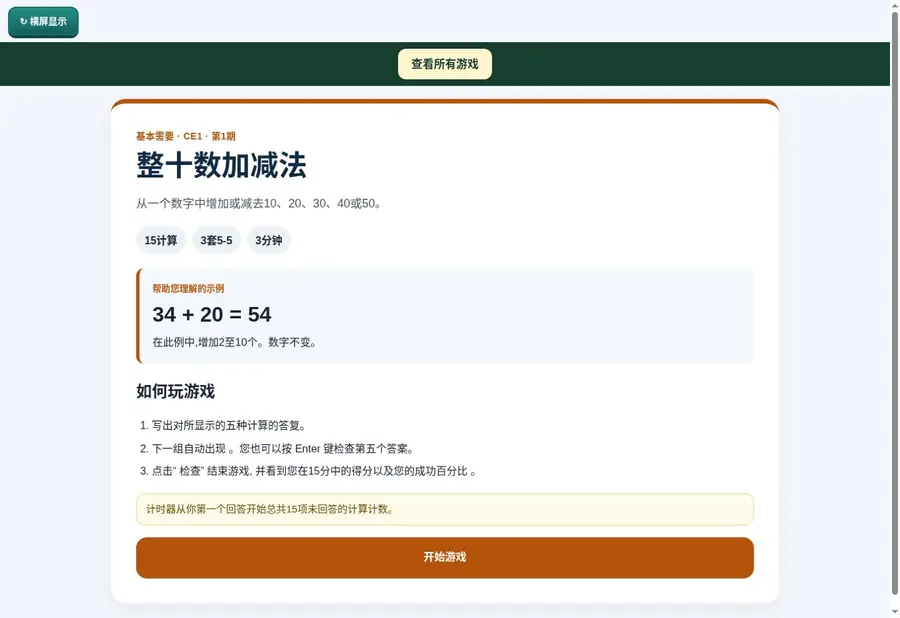 ↻ 横屏显示
查看所有游戏
基本需要 · CE1 · 第1期
整十数加减法
从一个数字中增加或减去10、20、30、40或50。
15计算 3套5-5 3分钟
帮助您理解的示例
34 + 20 = 54
在此例中,增加2至10个。数字不变。
如何玩游戏
1. 写出对所显示的五种计算的答复。
2. 下一组自动出现 。您也可以按 Enter 键检查第五个答案。
3. 点击“ 检查” 结束游戏, 并看到您在15分中的得分以及您的成功百分比 。
计时器从你第一个回答开始总共15项未回答的计算计数。
开始游戏